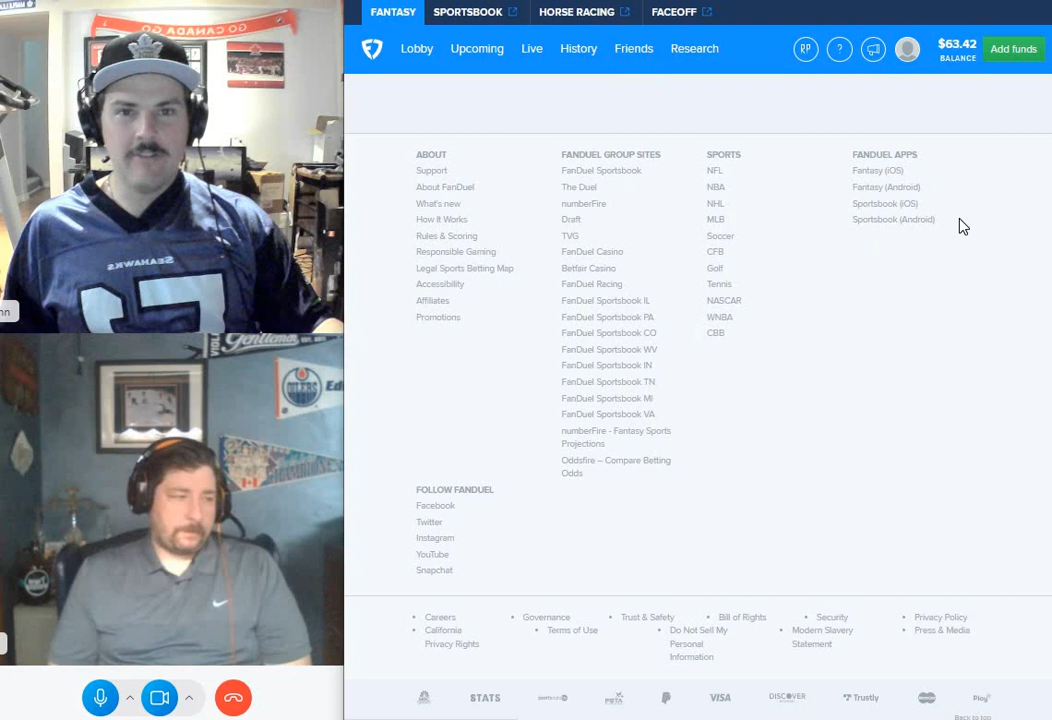 FANTASY SPORTSBOOK HORSE RACING FACEOFF
Lobby Upcoming Live History Friends Research RP ? $63.42 BALANCE Add funds
ABOUT
Support
About FanDuel
What's new
How It Works
Rules & Scoring
Responsible Gaming
Legal Sports Betting Map
Accessibility
Affiliates
Promotions
FANDUEL GROUP SITES
FanDuel Sportsbook
The Duel
numberFire
Draft
TVG
FanDuel Casino
Betfair Casino
FanDuel Racing
FanDuel Sportsbook IL
FanDuel Sportsbook PA
FanDuel Sportsbook CO
FanDuel Sportsbook WV
FanDuel Sportsbook IN
FanDuel Sportsbook TN
FanDuel Sportsbook MI
FanDuel Sportsbook VA
numberFire - Fantasy Sports
Projections
Oddsfire – Compare Betting
Odds
SPORTS
NFL
NBA
NHL
MLB
Soccer
CFB
Golf
Tennis
NASCAR
WNBA
CBB
FANDUEL APPS
Fantasy (iOS)
Fantasy (Android)
Sportsbook (iOS)
Sportsbook (Android)
FOLLOW FANDUEL
Facebook
Twitter
Instagram
YouTube
Snapchat
Careers
Governance
Trust & Safety
Bill of Rights
Security
Privacy Policy
California
Privacy Rights
Terms of Use
Do Not Sell My
Personal
Information
Modern Slavery
Statement
Press & Media
STATS
VISA
DISCOVER
Trustly
Play+
Back to top
GO CANADA GO
SEAHAWKS
OILERS